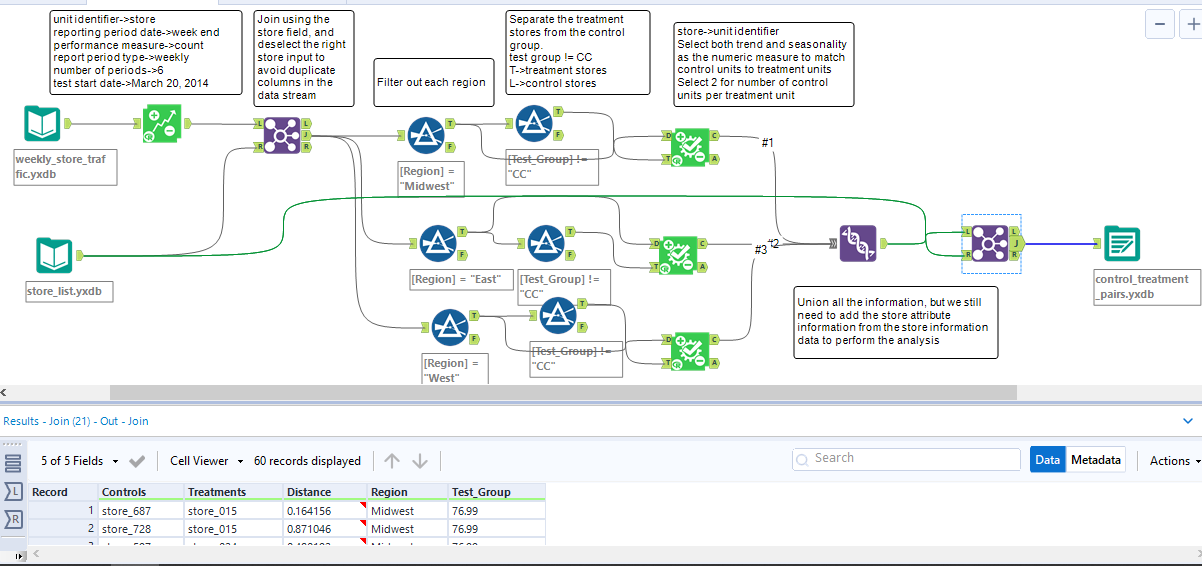 unit identifier->store
reporting period date->week end
performance measure->count
report period type->weekly
number of periods->6
test start date->March 20, 2014
Join using the
store field, and
deselect the right
store input to
avoid duplicate
columns in the
data stream
Filter out each region
Separate the treatment
stores from the control
group.
test group != CC
T->treatment stores
L->control stores
store->unit identifier
Select both trend and seasonality
as the numeric measure to match
control units to treatment units
Select 2 for number of control
units per treatment unit
weekly_store_traf
fic.yxdb
L
R
L
J
R
T
F
[Region] =
"Midwest"
T
F
[Test_Group] !=
"CC"
D
T
C
A
#1
store_list.yxdb
T
F
[Region] = "East"
T
F
[Test_Group] !=
"CC"
D
T
C
A
#2
#3
T
F
[Region] =
"West"
T
F
[Test_Group] !=
"CC"
D
T
C
A
L
R
L
J
R
control_treatment
_pairs.yxdb
Union all the information, but we still
need to add the store attribute
information from the store information
data to perform the analysis
Results - Join (21) - Out - Join
5 of 5 Fields
Cell Viewer
60 records displayed
Search
Data
Metadata
Actions
L
R
Record Controls Treatments Distance Region Test_Group
1 store_687 store_015 0.164156 Midwest 76.99
2 store_728 store_015 0.871046 Midwest 76.99